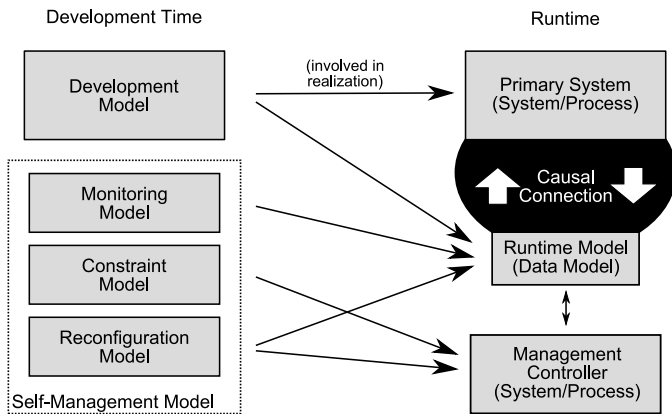 Development Time
Runtime
Development
Model
(involved in
realization)
Primary System
(System/Process)
Causal
Connection
Monitoring
Model
Constraint
Model
Reconfiguration
Model
Self-Management Model
Runtime Model
(Data Model)
Management
Controller
(System/Process)